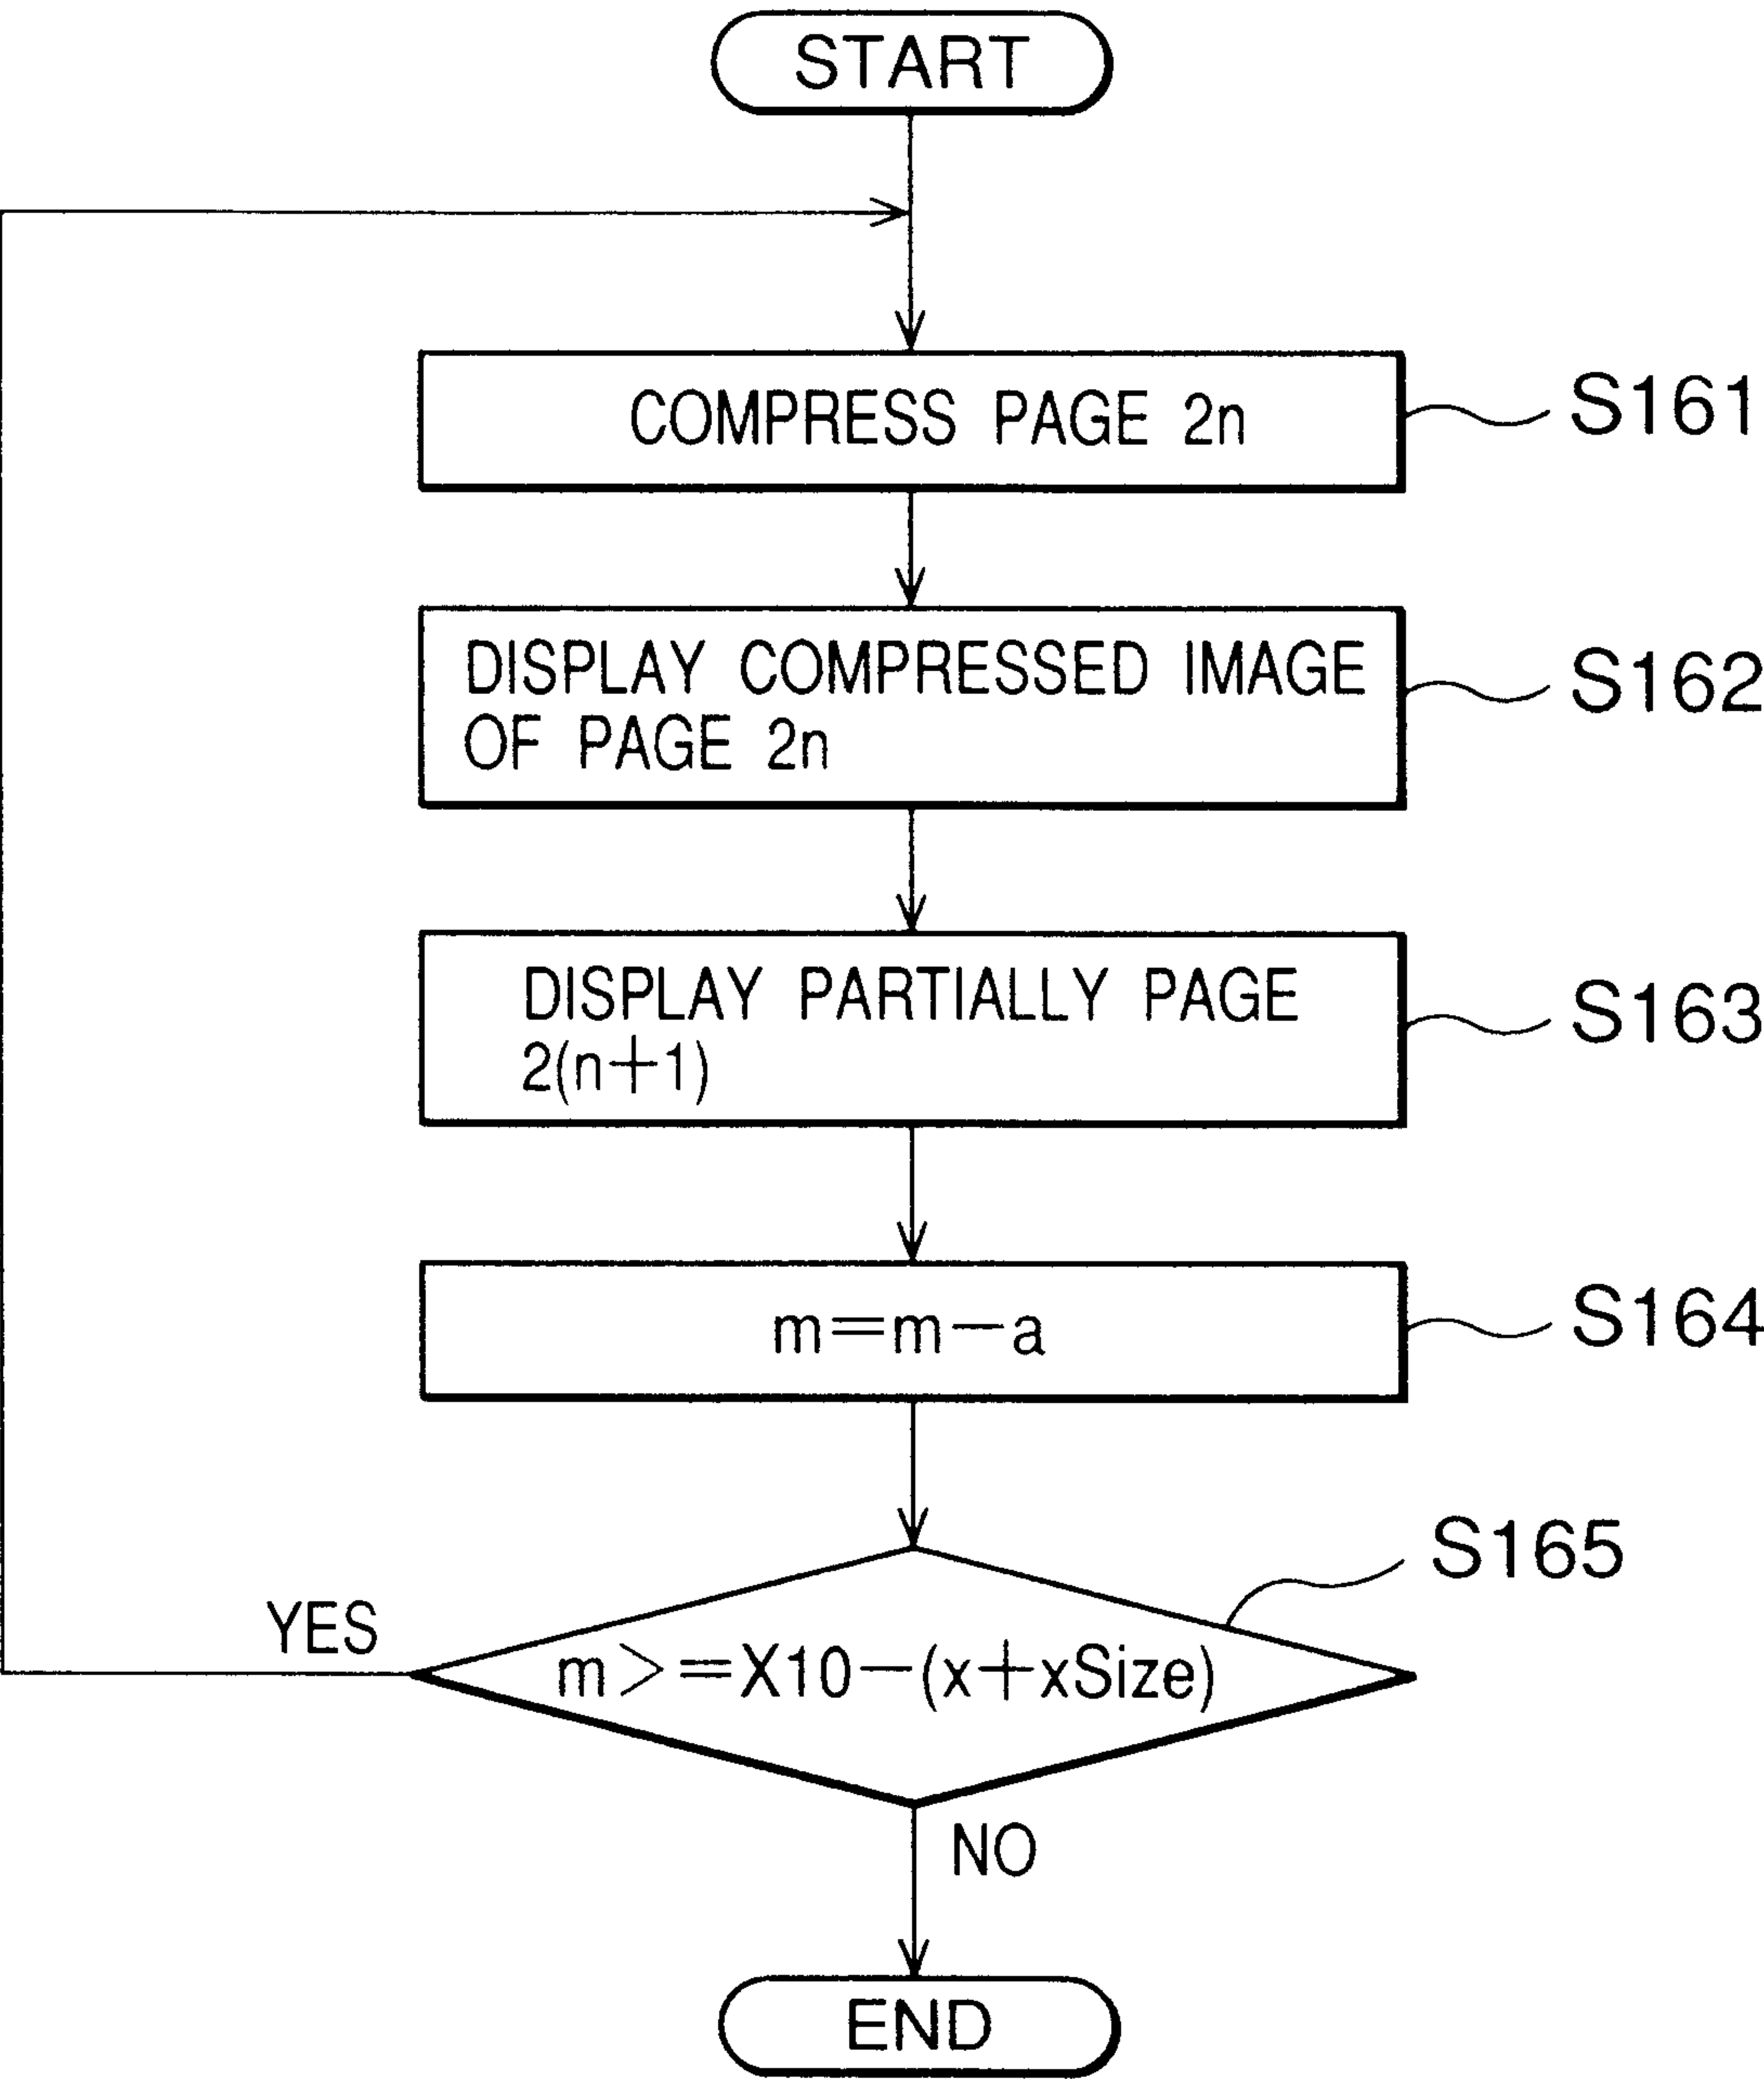 START
COMPRESS PAGE 2n
S161
DISPLAY COMPRESSED IMAGE
OF PAGE 2n
S162
DISPLAY PARTIALLY PAGE
2(n+1)
S163
m=m-a
S164
S165
YES
m>=X10-(x+xSize)
NO
END